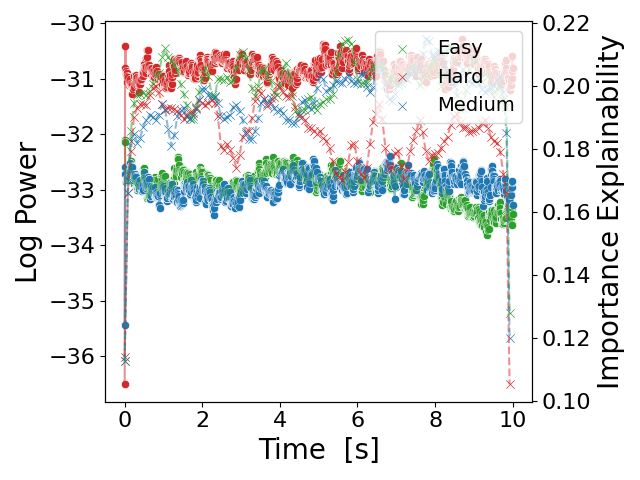 Easy
Hard
Medium
Log Power
−30
−31
−32
−33
−34
−35
−36
0.22
0.20
0.18
0.16
0.14
0.12
0.10
Importance Explainability
0 2 4 6 8 10
Time [s]